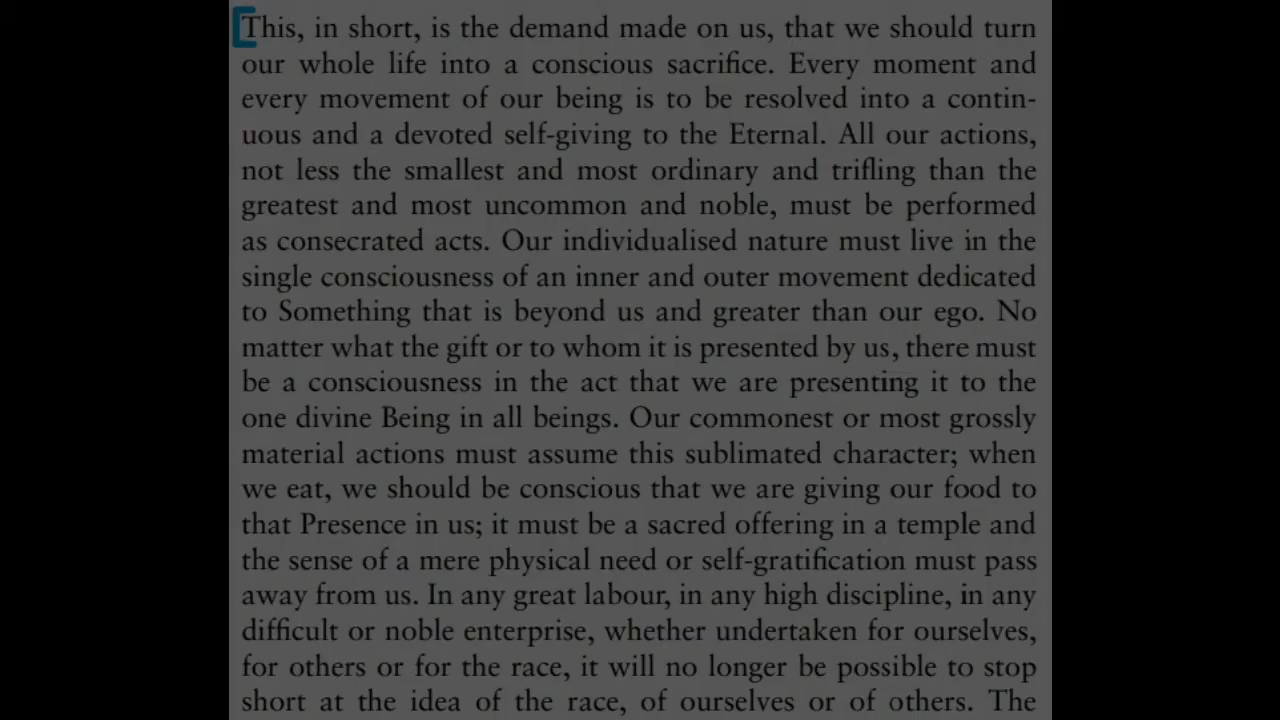 This, in short, is the demand made on us, that we should turn
our whole life into a conscious sacrifice. Every moment and
every movement of our being is to be resolved into a contin-
uous and a devoted self-giving to the Eternal. All our actions,
not less the smallest and most ordinary and trifling than the
greatest and most uncommon and noble, must be performed
as consecrated acts. Our individualised nature must live in the
single consciousness of an inner and outer movement dedicated
to Something that is beyond us and greater than our ego. No
matter what the gift or to whom it is presented by us, there must
be a consciousness in the act that we are presenting it to the
one divine Being in all beings. Our commonest or most grossly
material actions must assume this sublimated character; when
we eat, we should be conscious that we are giving our food to
that Presence in us; it must be a sacred offering in a temple and
the sense of a mere physical need or self-gratification must pass
away from us. In any great labour, in any high discipline, in any
difficult or noble enterprise, whether undertaken for ourselves,
for others or for the race, it will no longer be possible to stop
short at the idea of the race, of ourselves or of others. The